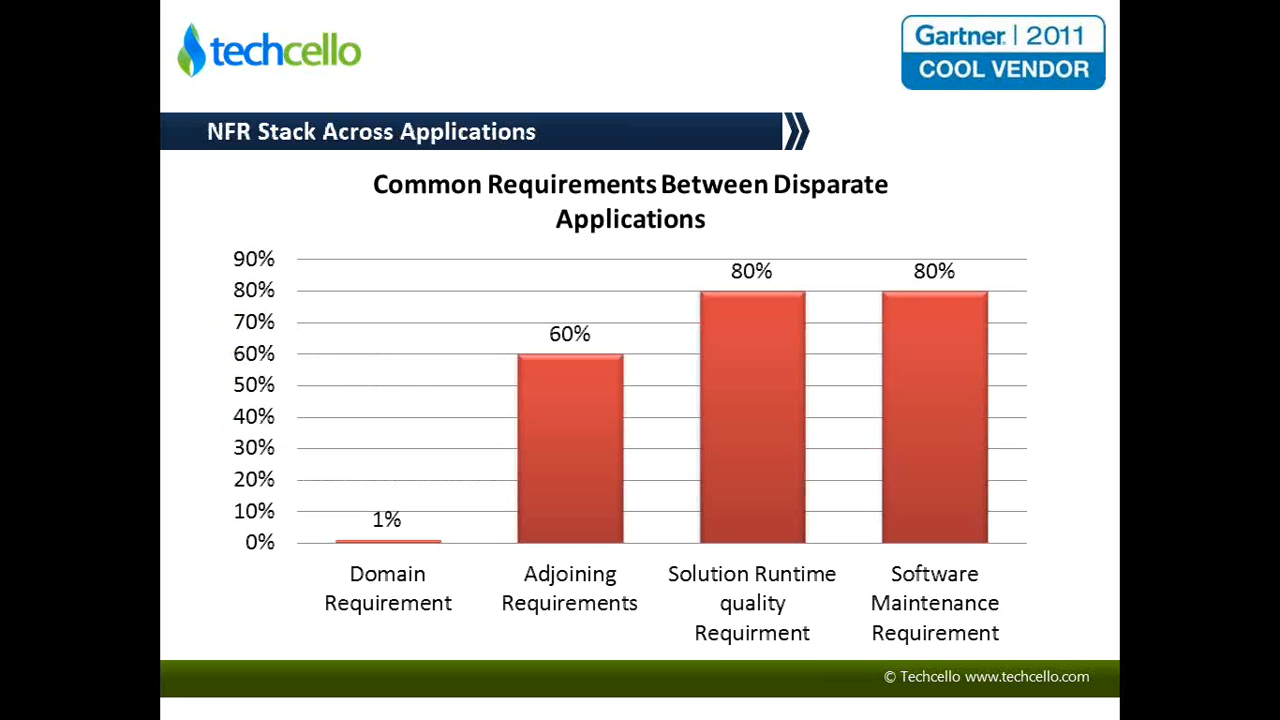 techcello
Gartner | 2011
COOL VENDOR
NFR Stack Across Applications
Common Requirements Between Disparate
Applications
90%
80%
70%
60%
50%
40%
30%
20%
10%
0%
1%
60%
80%
80%
Domain
Requirement
Adjoining
Requirements
Solution Runtime
quality
Requirment
Software
Maintenance
Requirement
© Techcello www.techcello.com